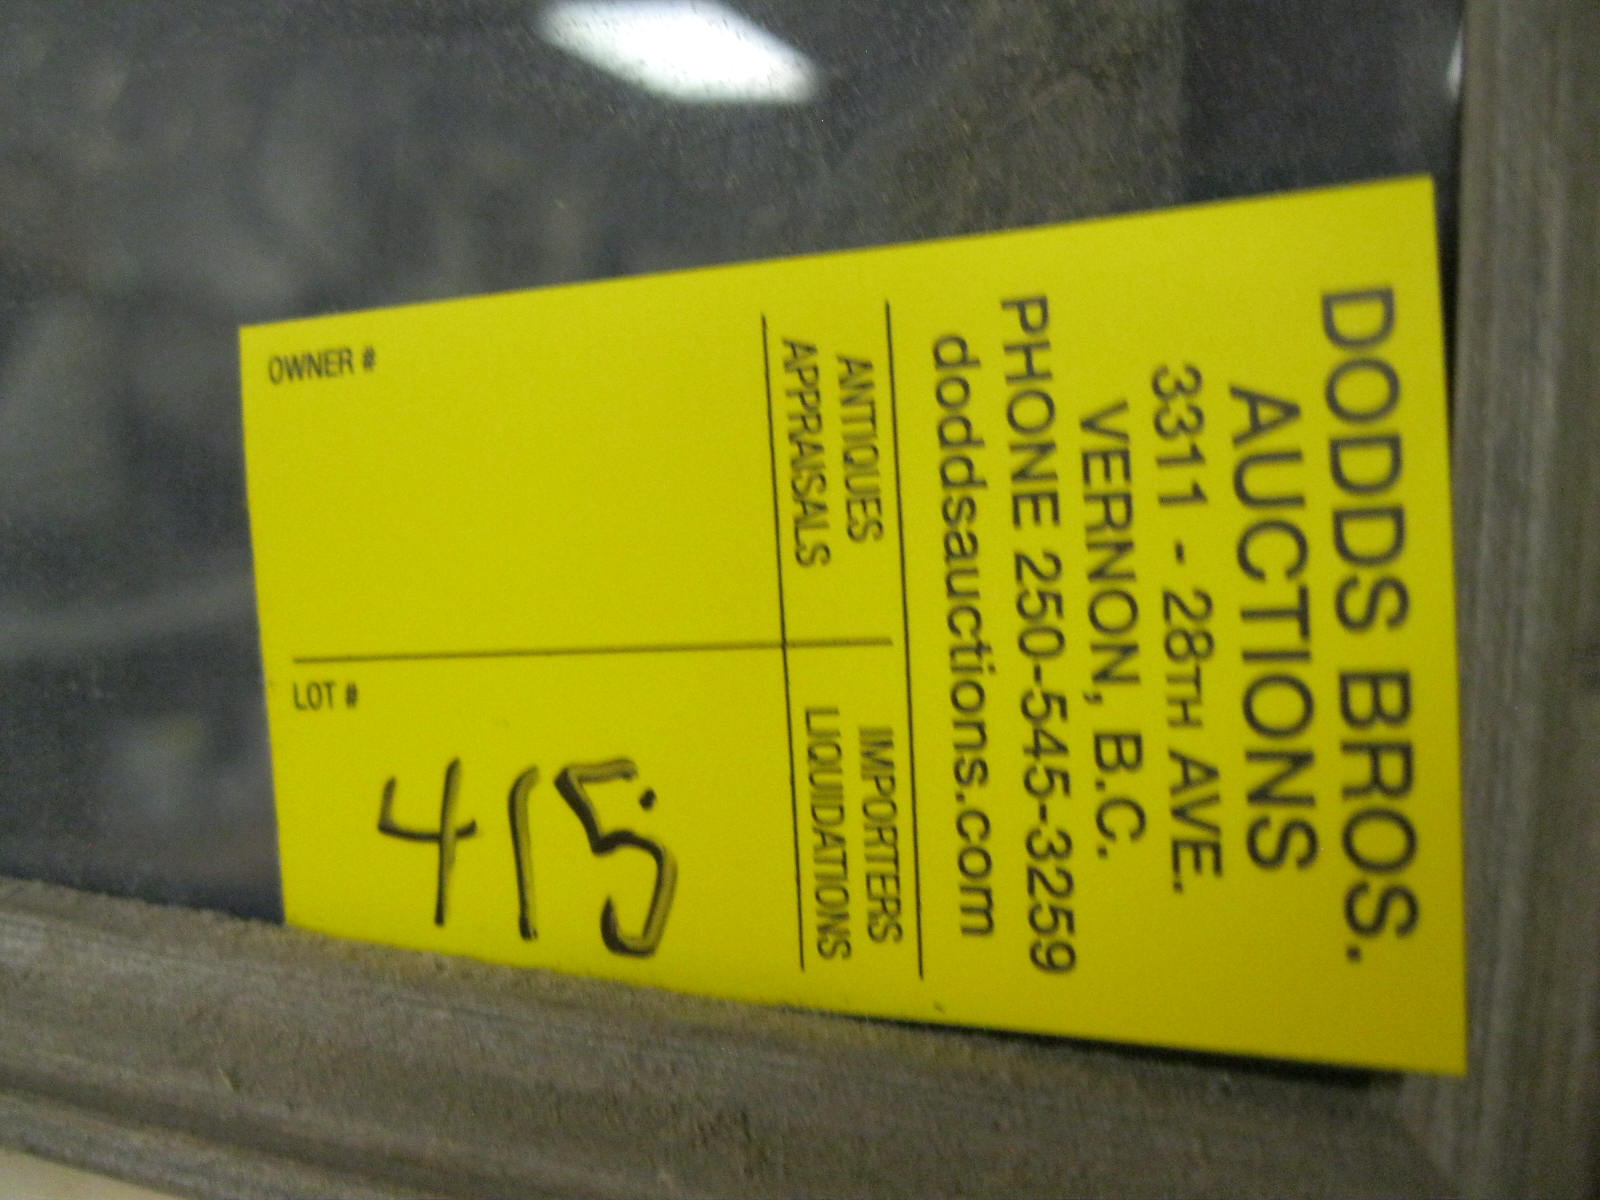 DODDS BROS.
AUCTIONS
3311 - 28TH AVE.
VERNON, B.C.
PHONE 250-545-3259
doddsauctions.com
ANTIQUES
APPRAISALS
IMPORTERS
LIQUIDATIONS
OWNER #
LOT #
415